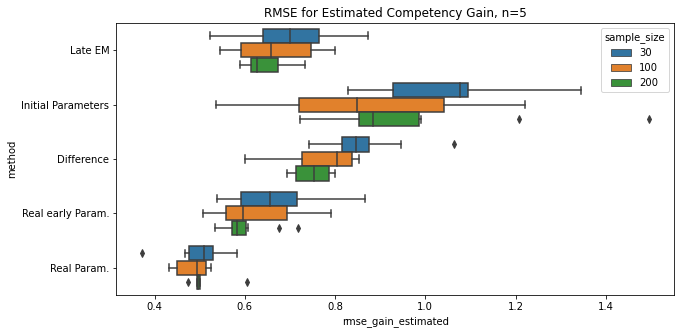 RMSE for Estimated Competency Gain, n=5
sample_size
30
100
200
method
Late EM
Initial Parameters
Difference
Real early Param.
Real Param.
0.4 0.6 0.8 1.0 1.2 1.4
rmse_gain_estimated